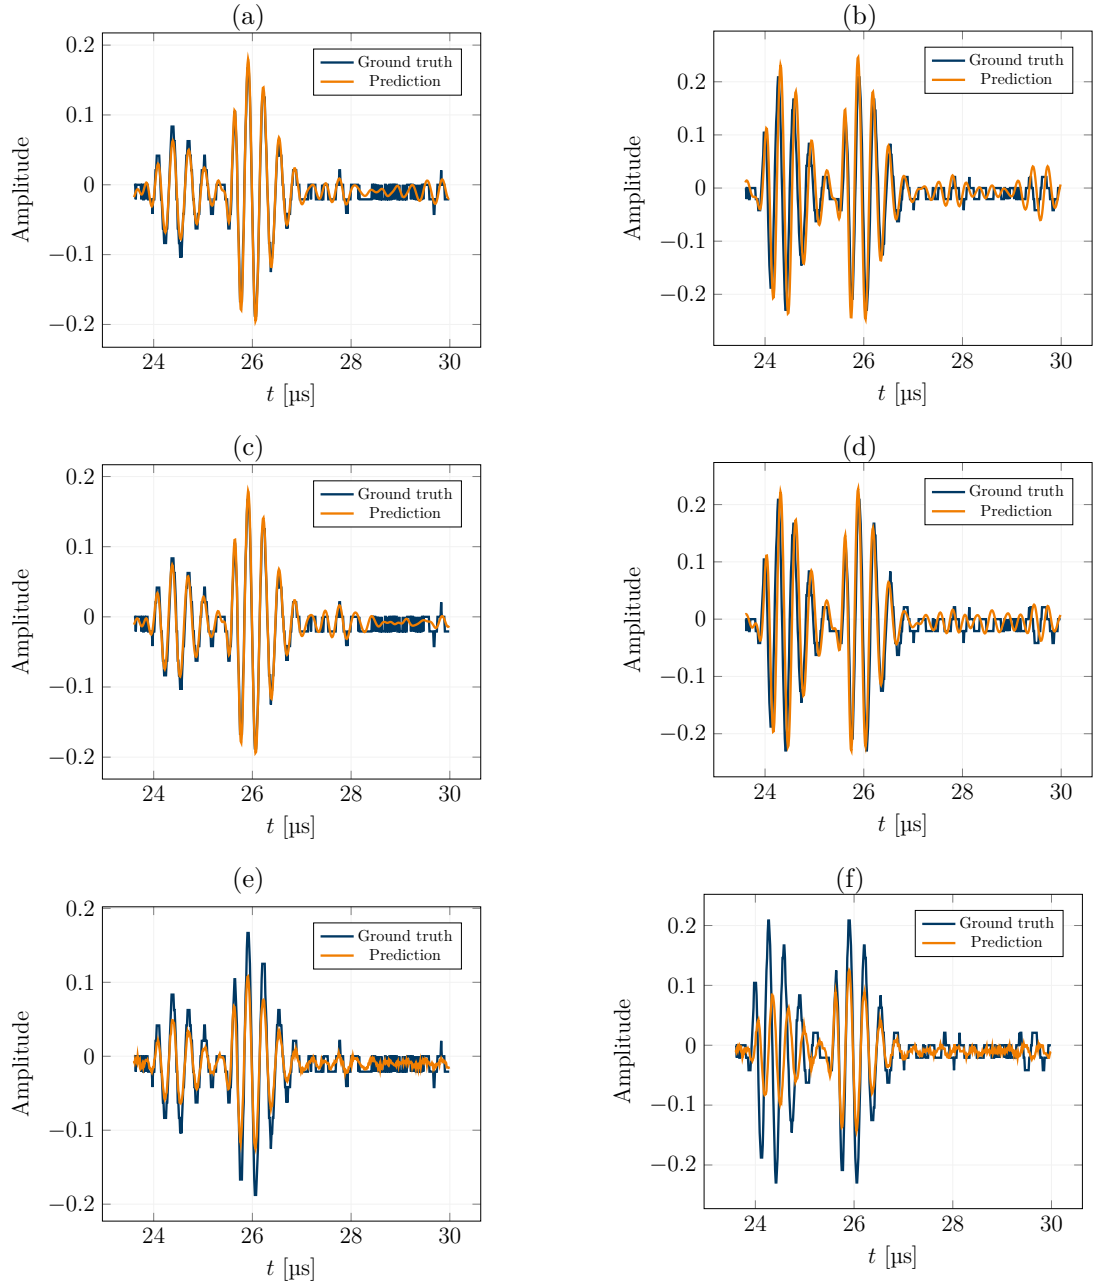 (a)
0.2
0.1
0
−0.1
−0.2
Amplitude
Ground truth
Prediction
24 26 28 30
t [µs]
(b)
0.2
0.1
0
−0.1
−0.2
Amplitude
Ground truth
Prediction
24 26 28 30
t [µs]
(c)
0.2
0.1
0
−0.1
−0.2
Amplitude
Ground truth
Prediction
24 26 28 30
t [µs]
(d)
0.2
0.1
0
−0.1
−0.2
Amplitude
Ground truth
Prediction
24 26 28 30
t [µs]
(e)
0.2
0.1
0
−0.1
−0.2
Amplitude
Ground truth
Prediction
24 26 28 30
t [µs]
(f)
0.2
0.1
0
−0.1
−0.2
Amplitude
Ground truth
Prediction
24 26 28 30
t [µs]